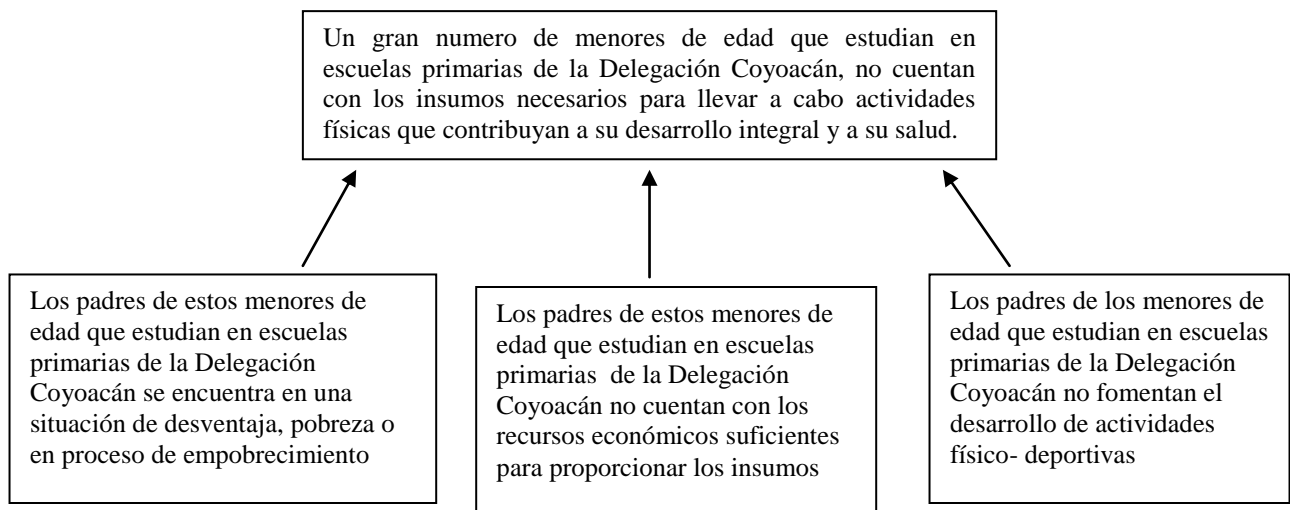 Un gran numero de menores de edad que estudian en
escuelas primarias de la Delegación Coyoacán, no cuentan
con los insumos necesarios para llevar a cabo actividades
físicas que contribuyan a su desarrollo integral y a su salud.
Los padres de estos menores de
edad que estudian en escuelas
primarias de la Delegación
Coyoacán se encuentra en una
situación de desventaja, pobreza o
en proceso de empobrecimiento
Los padres de estos menores de
edad que estudian en escuelas
primarias de la Delegación
Coyoacán no cuentan con los
recursos económicos suficientes
para proporcionar los insumos
Los padres de los menores de
edad que estudian en escuelas
primarias de la Delegación
Coyoacán no fomentan el
desarrollo de actividades
físico- deportivas